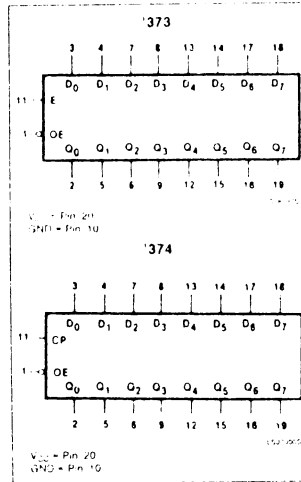 '373
3 4 7 8 13 14 17 18
D0 D1 D2 D3 D4 D5 D6 D7
11 E
1 OE
Q0 Q1 Q2 Q3 Q4 Q5 Q6 Q7
2 5 6 9 12 15 16 19
VCC = Pin 20
GND = Pin 10
'374
3 4 7 8 13 14 17 18
D0 D1 D2 D3 D4 D5 D6 D7
11 CP
1 OE
Q0 Q1 Q2 Q3 Q4 Q5 Q6 Q7
2 5 6 9 12 15 16 19
VCC = Pin 20
GND = Pin 10